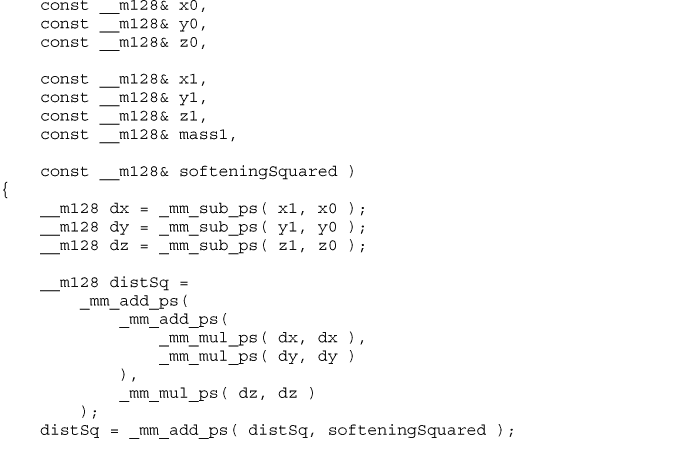 const __m128& x0,
const __m128& y0,
const __m128& z0,
const __m128& x1,
const __m128& y1,
const __m128& z1,
const __m128& mass1,
const __m128& softeningSquared )
{
__m128 dx = _mm_sub_ps( x1, x0 );
__m128 dy = _mm_sub_ps( y1, y0 );
__m128 dz = _mm_sub_ps( z1, z0 );
__m128 distSq =
_mm_add_ps(
_mm_add_ps(
_mm_mul_ps( dx, dx ),
_mm_mul_ps( dy, dy )
),
_mm_mul_ps( dz, dz )
);
distSq = _mm_add_ps( distSq, softeningSquared );